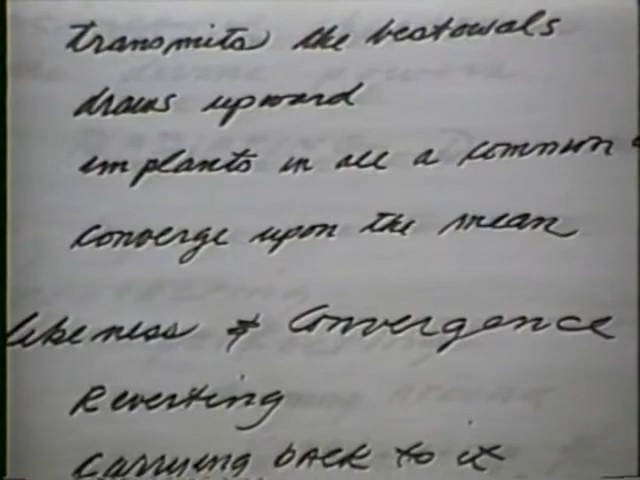 transmits the bestowals
draws upward
implants in all a common
converge upon the mean
likeness & Convergence
Reverting
Carrying back to it